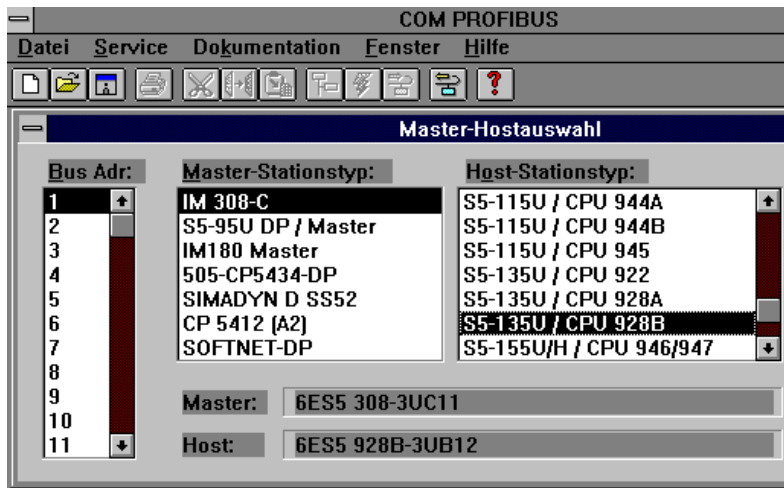 COM PROFIBUS
Datei Service Dokumentation Fenster Hilfe
Master-Hostauswahl
Bus Adr: Master-Stationstyp: Host-Stationstyp:
1 IM 308-C S5-115U / CPU 944A
2 S5-95U DP / Master S5-115U / CPU 944B
3 IM180 Master S5-115U / CPU 945
4 505-CP5434-DP S5-135U / CPU 922
5 SIMADYN D SS52 S5-135U / CPU 928A
6 CP 5412 (A2) S5-135U / CPU 928B
7 SOFTNET-DP S5-155U/H / CPU 946/947
8
9
10
11
Master: 6ES5 308-3UC11
Host: 6ES5 928B-3UB12